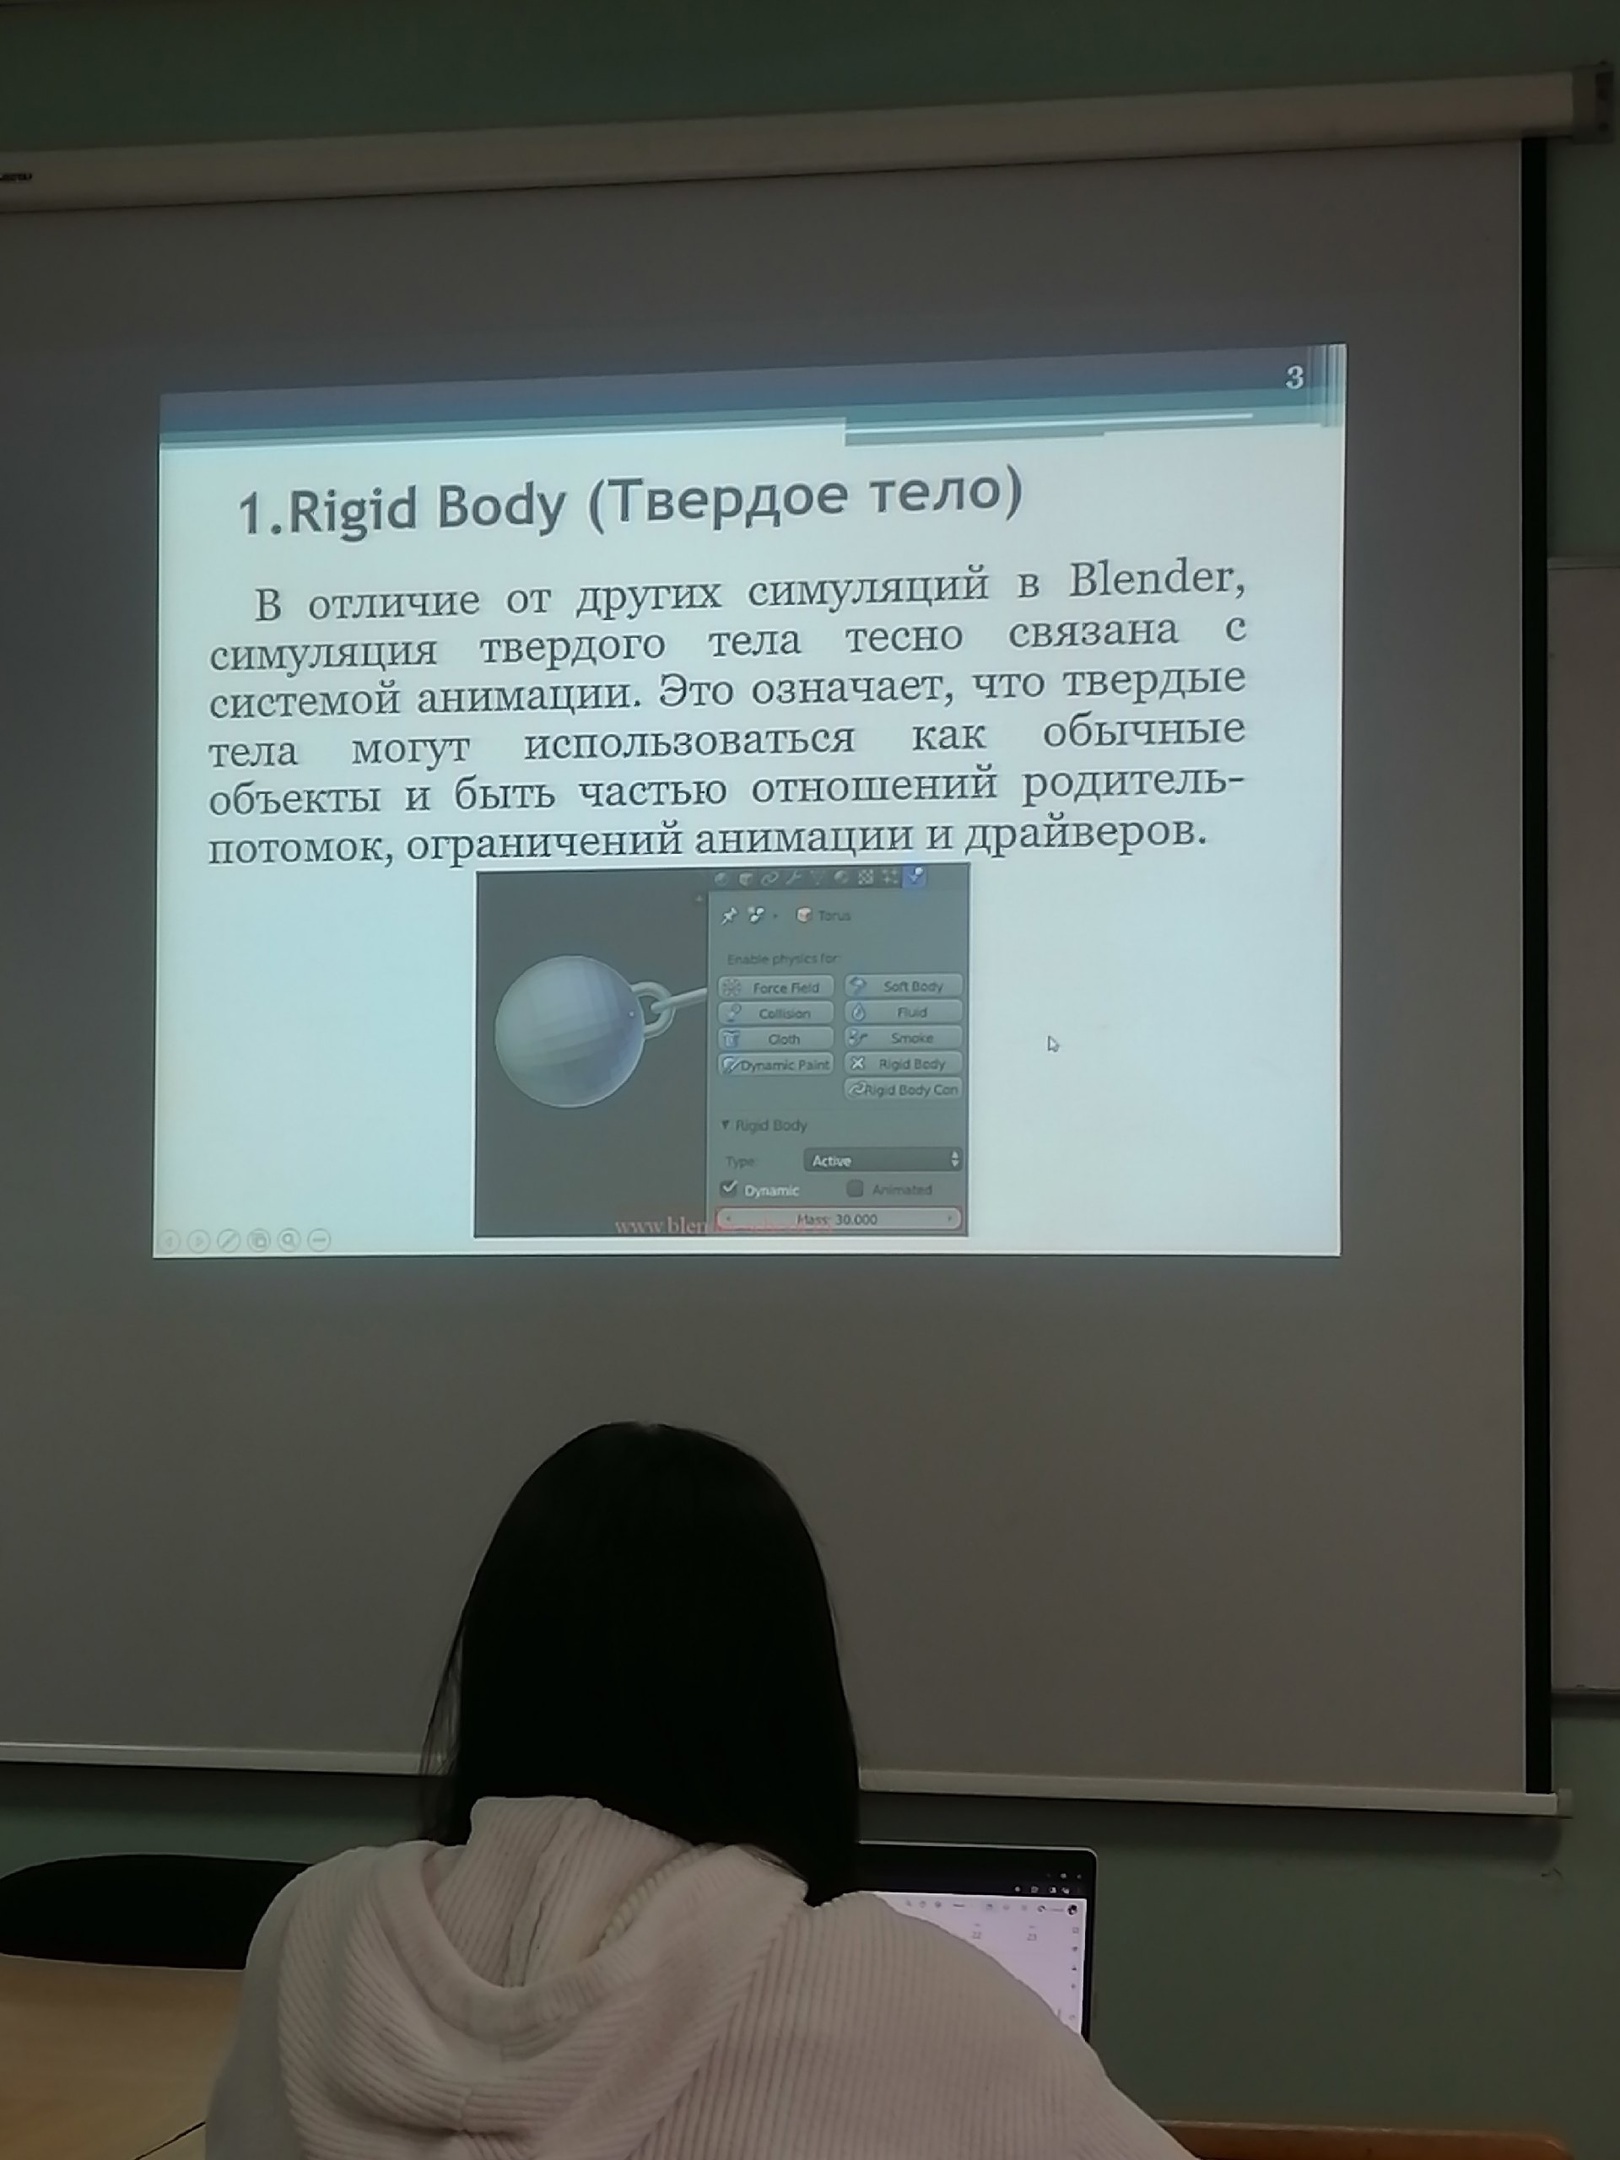 3
1.Rigid Body (Твердое тело)
В отличие от других симуляций в Blender,
симуляция твердого тела тесно связана с
системой анимации. Это означает, что твердые
тела могут использоваться как обычные
объекты и быть частью отношений родитель-
потомок, ограничений анимации и драйверов.
Torus
Enable physics for:
Force Field Soft Body
Collision Fluid
Cloth Smoke
Dynamic Paint Rigid Body
Rigid Body Con
Rigid Body
Type: Active
Dynamic Animated
Mass: 30.000
22 23